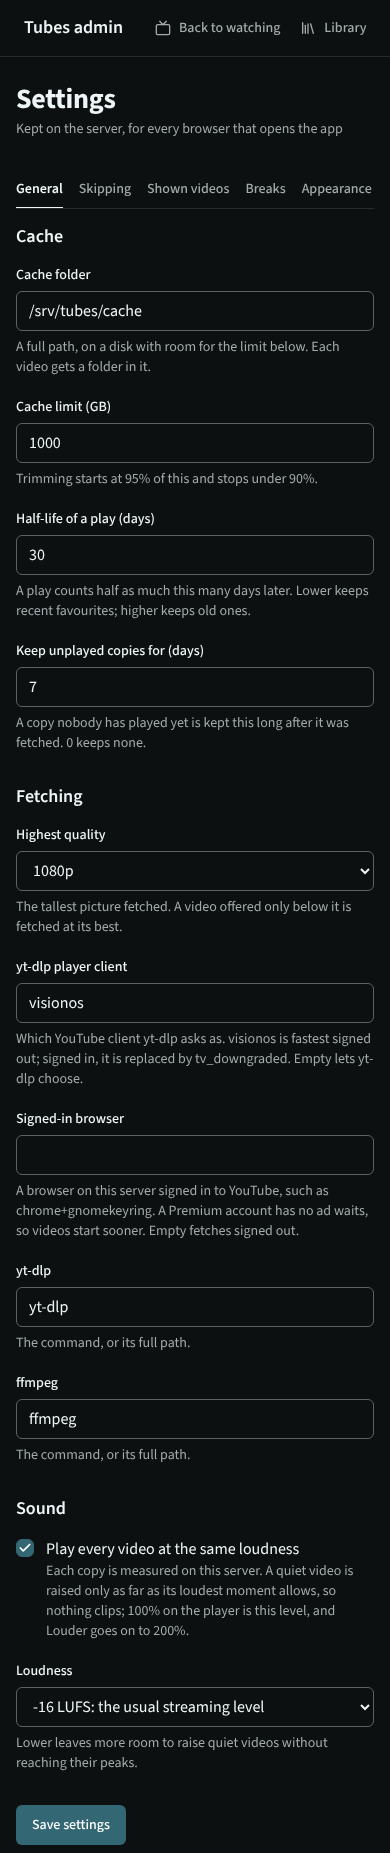 Tubes admin
Back to watching
Library
Settings
Kept on the server, for every browser that opens the app
General
Skipping
Shown videos
Breaks
Appearance
Cache
Cache folder
/srv/tubes/cache
A full path, on a disk with room for the limit below. Each
video gets a folder in it.
Cache limit (GB)
1000
Trimming starts at 95% of this and stops under 90%.
Half-life of a play (days)
30
A play counts half as much this many days later. Lower keeps
recent favourites; higher keeps old ones.
Keep unplayed copies for (days)
7
A copy nobody has played yet is kept this long after it was
fetched. 0 keeps none.
Fetching
Highest quality
1080p
The tallest picture fetched. A video offered only below it is
fetched at its best.
yt-dlp player client
visionos
Which YouTube client yt-dlp asks as. visionos is fastest signed
out; signed in, it is replaced by tv_downgraded. Empty lets yt-
dlp choose.
Signed-in browser
A browser on this server signed in to YouTube, such as
chrome+gnomekeyring. A Premium account has no ad waits,
so videos start sooner. Empty fetches signed out.
yt-dlp
yt-dlp
The command, or its full path.
ffmpeg
ffmpeg
The command, or its full path.
Sound
Play every video at the same loudness
Each copy is measured on this server. A quiet video is
raised only as far as its loudest moment allows, so
nothing clips; 100% on the player is this level, and
Louder goes on to 200%.
Loudness
-16 LUFS: the usual streaming level
Lower leaves more room to raise quiet videos without
reaching their peaks.
Save settings